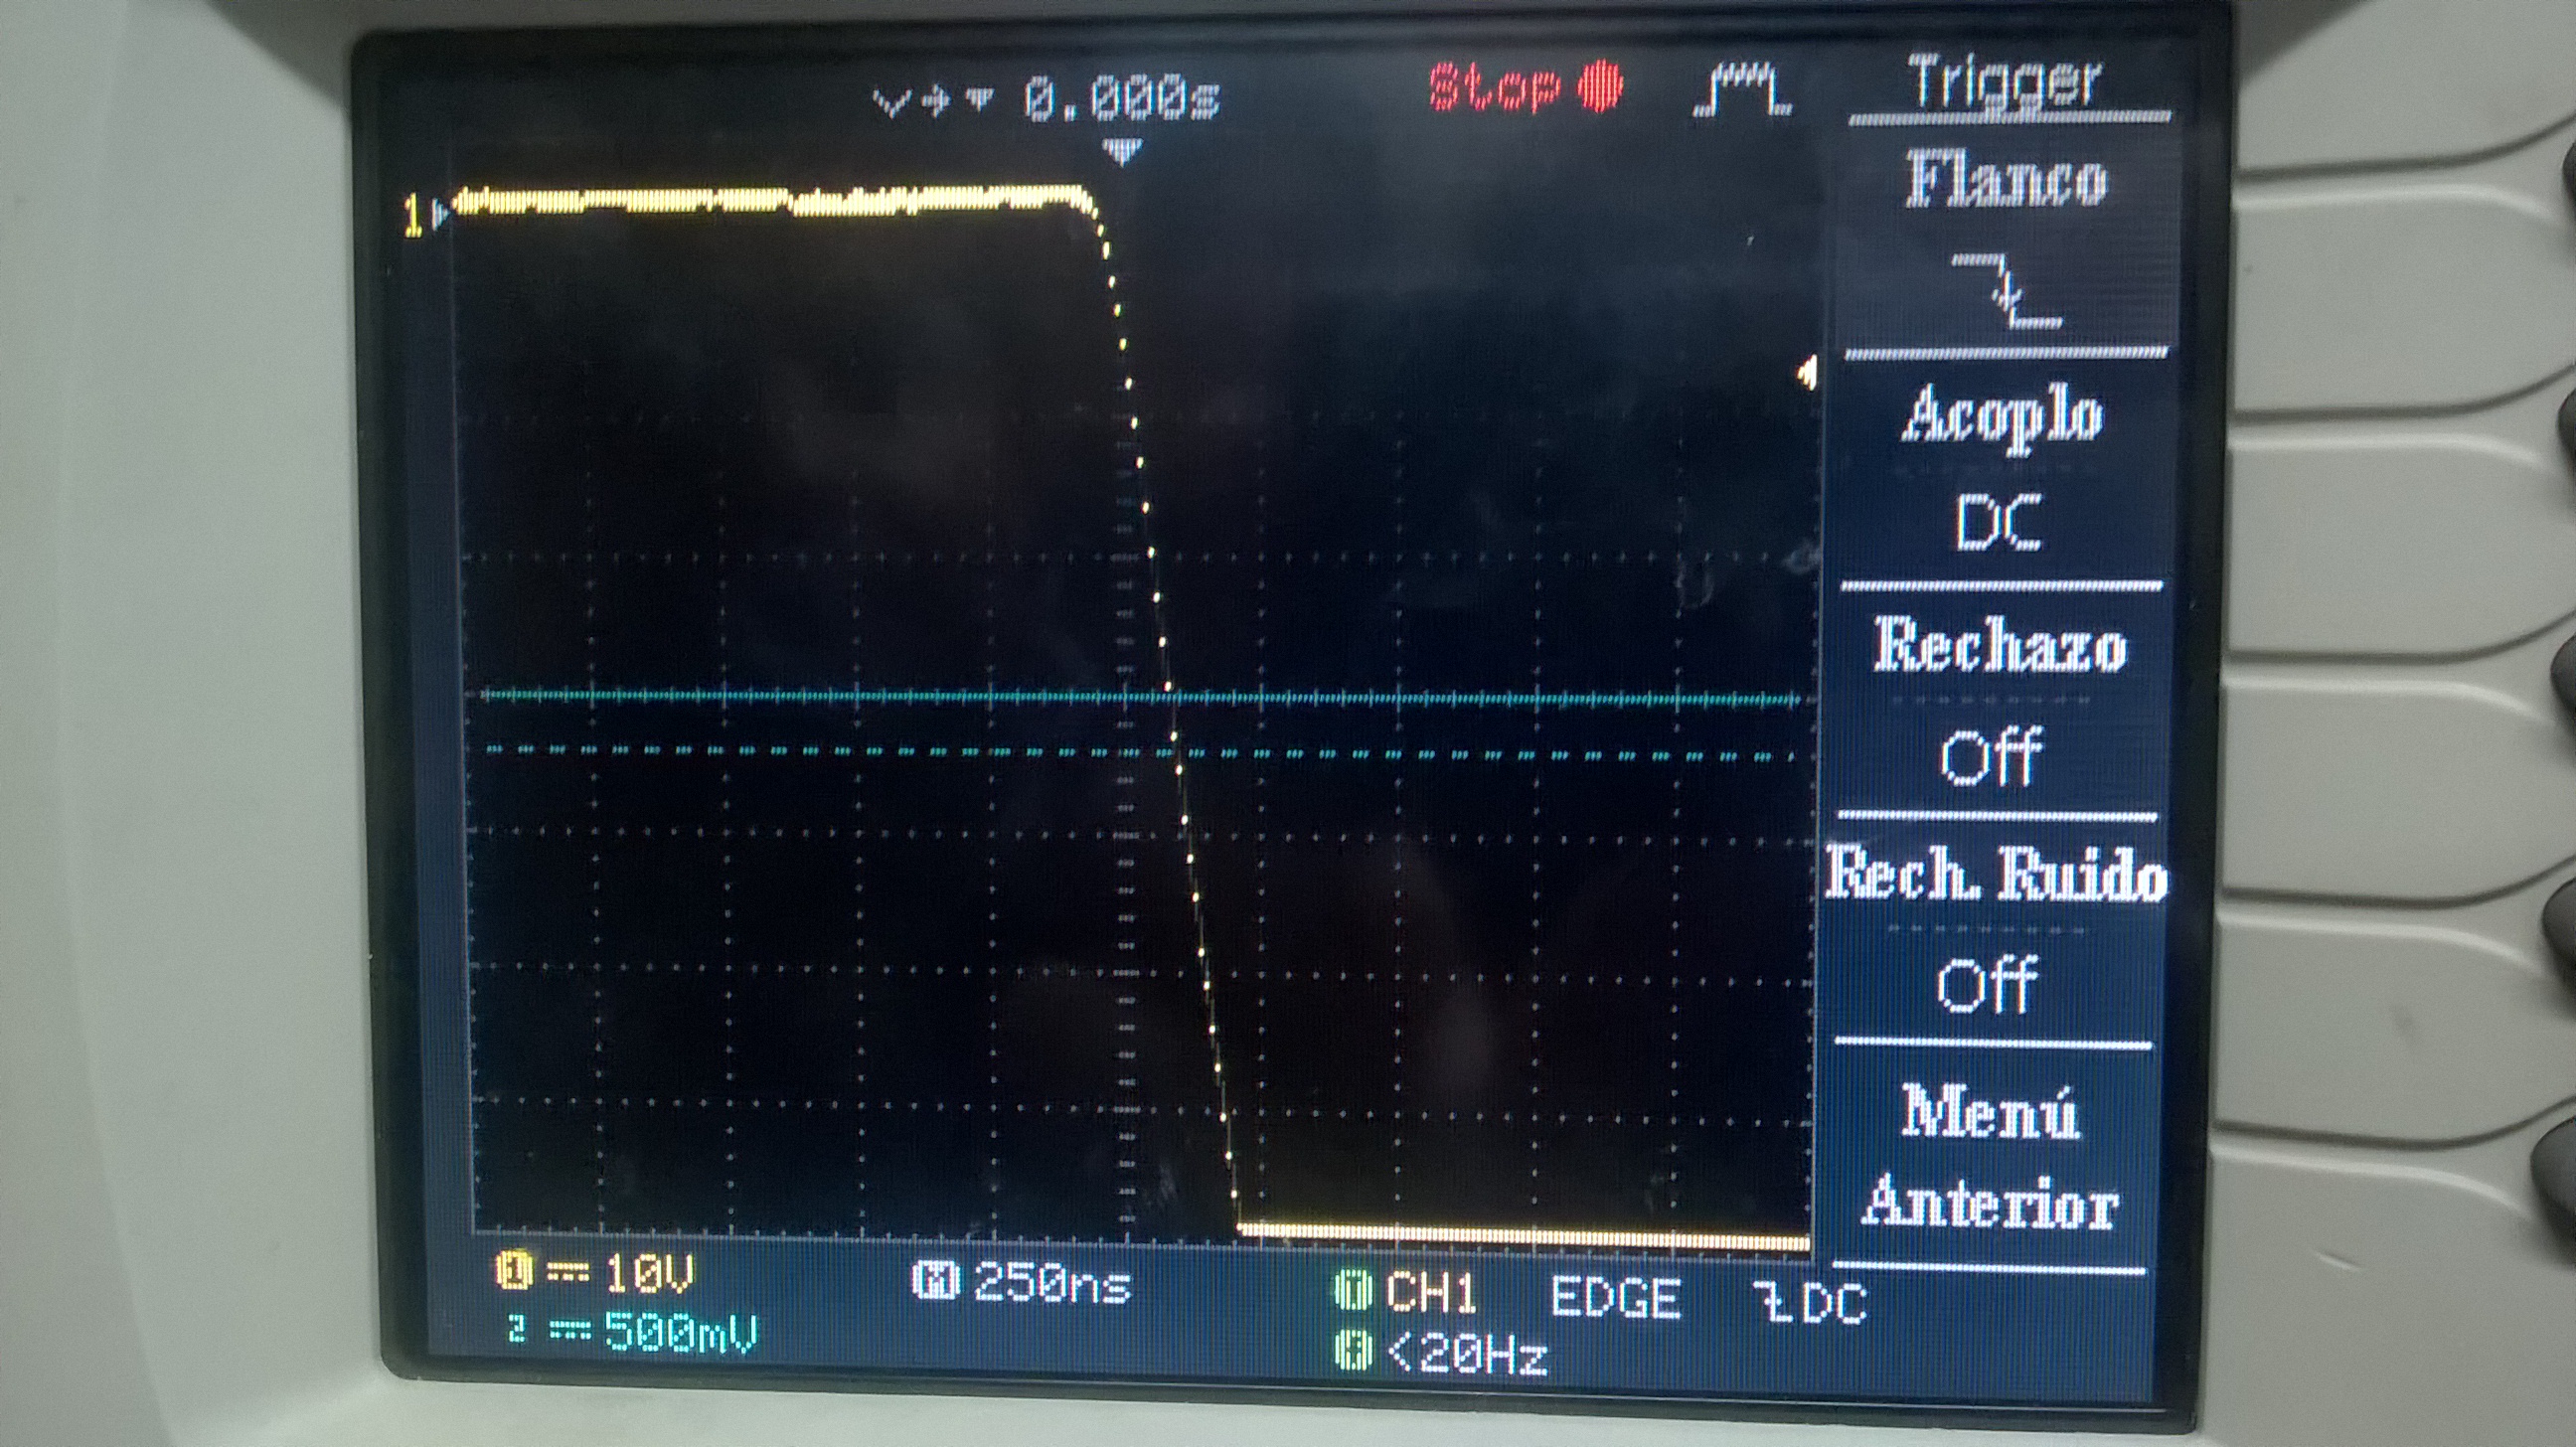 0.000s
Stop
Trigger
Flanco
1
Acoplo
DC
Rechazo
Off
Rech. Ruido
Off
Menú
Anterior
1 10V
M 250ns
T CH1 EDGE DC
2 500mV
F <20Hz